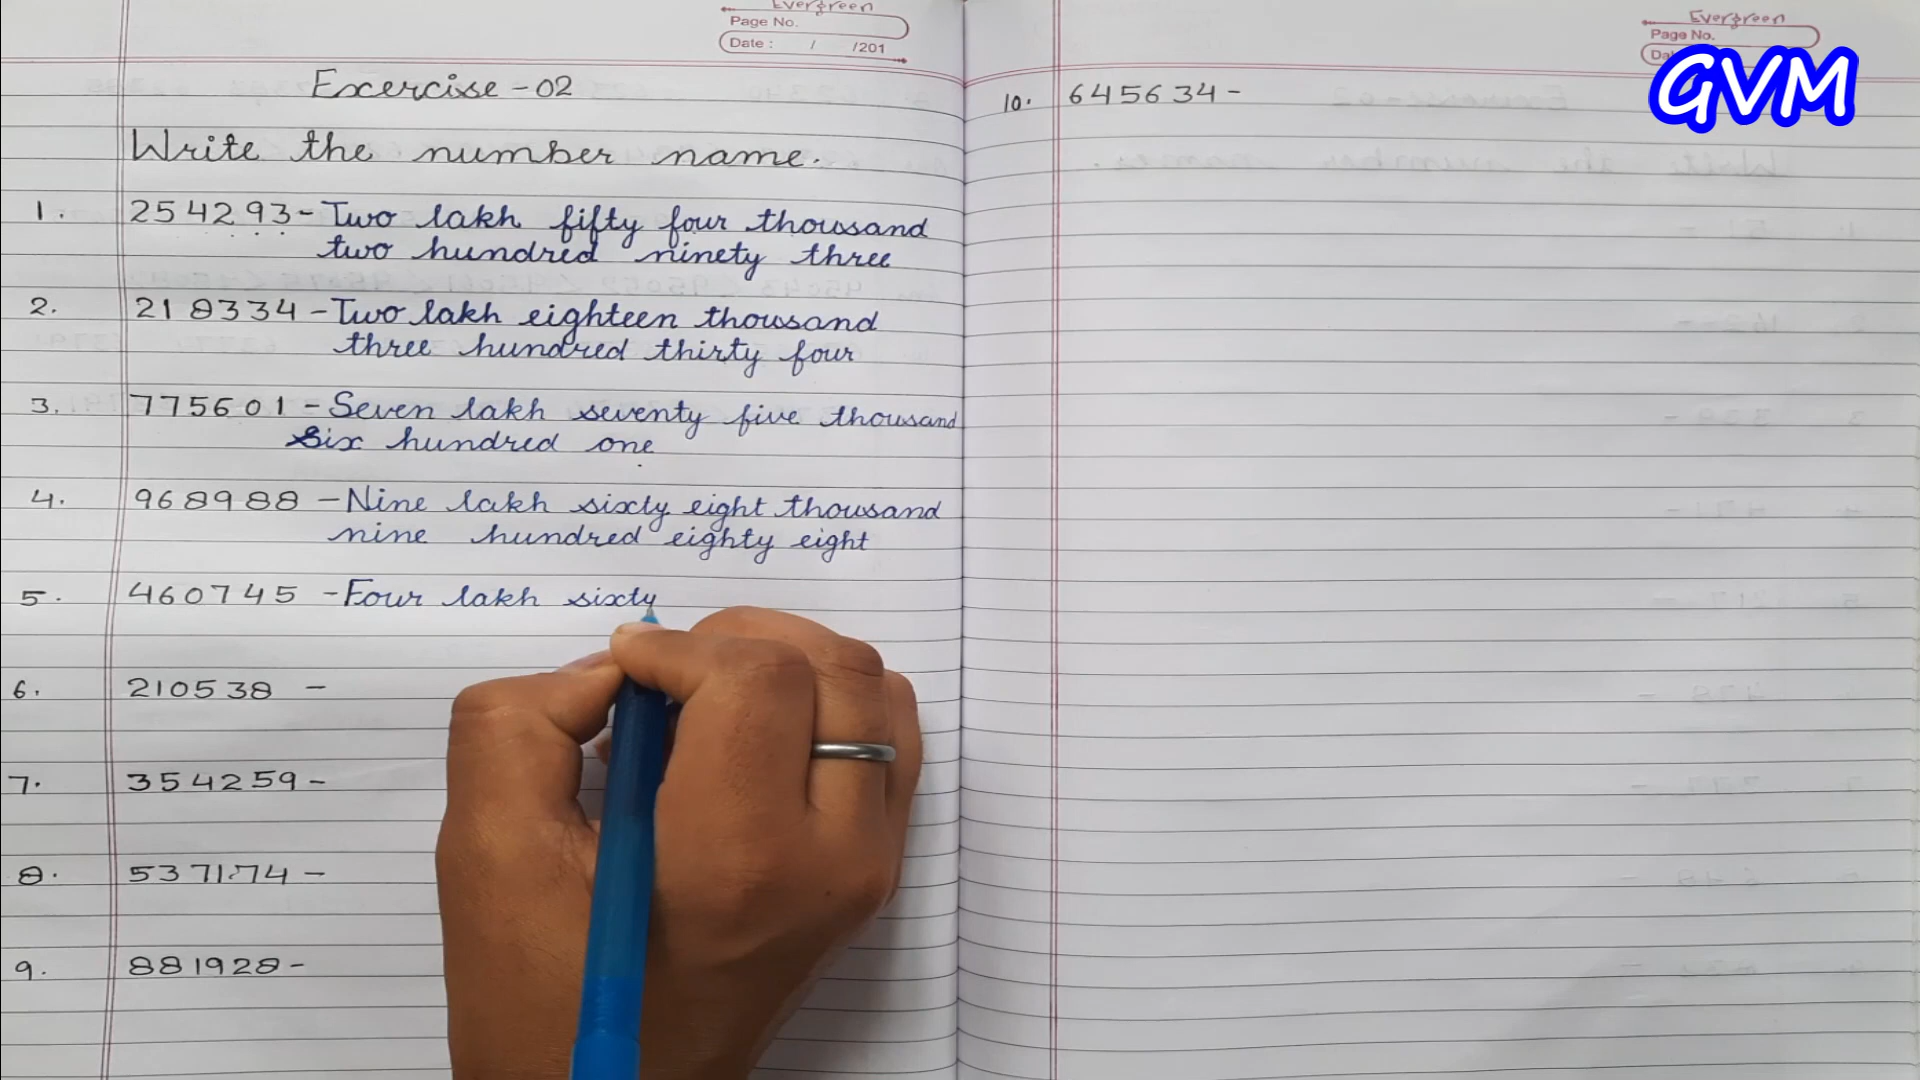 Evergreen
Page No.
Date : / /201
Excercise - 02
Write the number name.
1. 254293 - Two lakh fifty four thousand
two hundred ninety three
2. 218334 - Two lakh eighteen thousand
three hundred thirty four
3. 775601 - Seven lakh seventy five thousand
Six hundred one
4. 968988 - Nine lakh sixty eight thousand
nine hundred eighty eight
5. 460745 - Four lakh sixty
6. 210538 -
7. 354259 -
8. 537174 -
9. 881928 -
Evergreen
Page No.
GVM
10. 645634 -